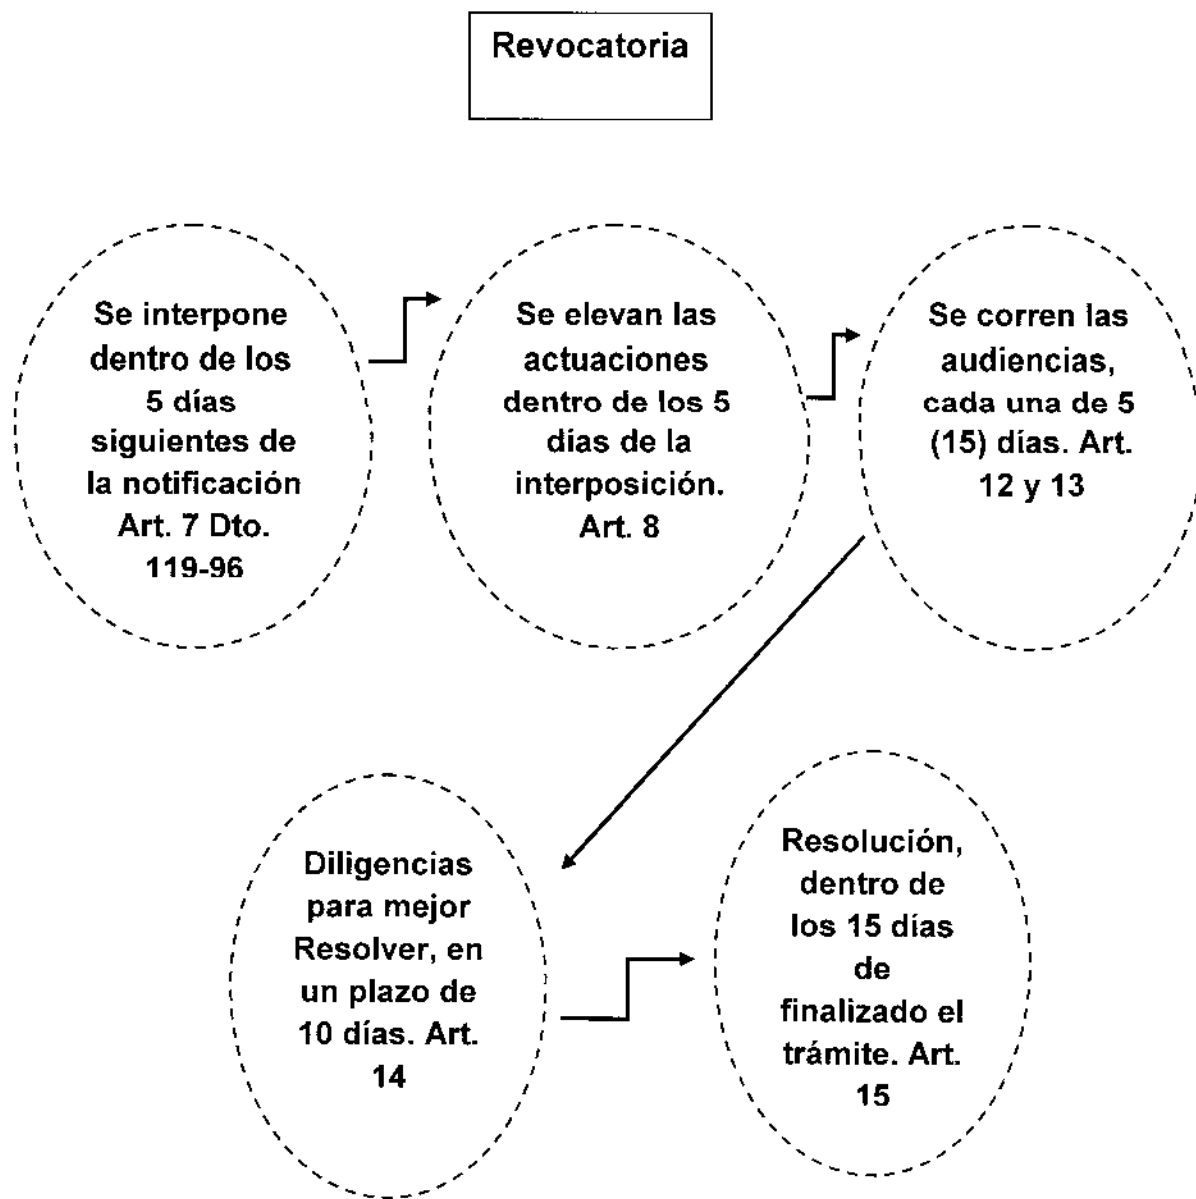 Revocatoria
Se interpone
dentro de los
5 días
siguientes de
la notificación
Art. 7 Dto.
119-96
Se elevan las
actuaciones
dentro de los 5
días de la
interposición.
Art. 8
Se corren las
audiencias,
cada una de 5
(15) días. Art.
12 y 13
Diligencias
para mejor
Resolver, en
un plazo de
10 días. Art.
14
Resolución,
dentro de
los 15 días
de
finalizado el
trámite. Art.
15